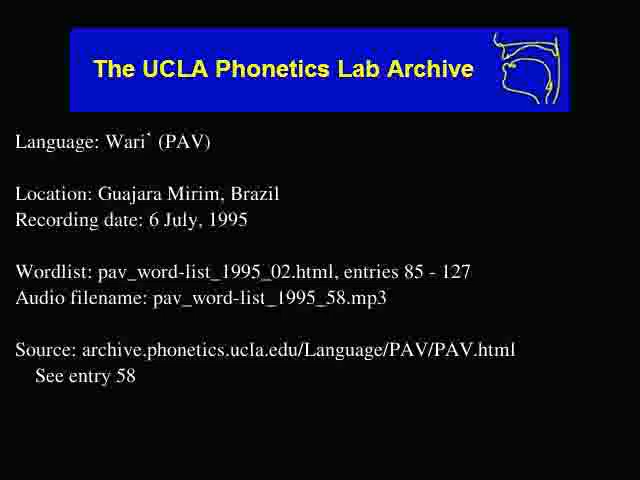 The UCLA Phonetics Lab Archive
Language: Wari` (PAV)
Location: Guajara Mirim, Brazil
Recording date: 6 July, 1995
Wordlist: pav_word-list_1995_02.html, entries 85 - 127
Audio filename: pav_word-list_1995_58.mp3
Source: archive.phonetics.ucla.edu/Language/PAV/PAV.html
See entry 58